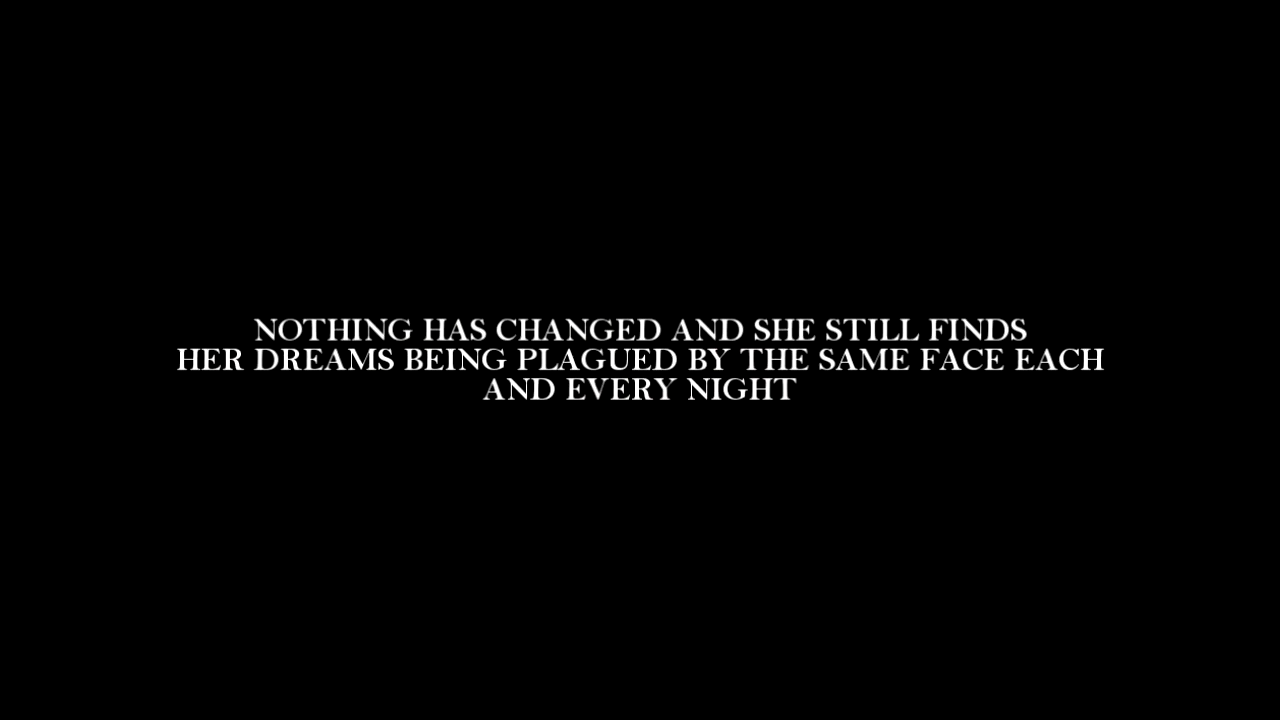 NOTHING HAS CHANGED AND SHE STILL FINDS
HER DREAMS BEING PLAGUED BY THE SAME FACE EACH
AND EVERY NIGHT